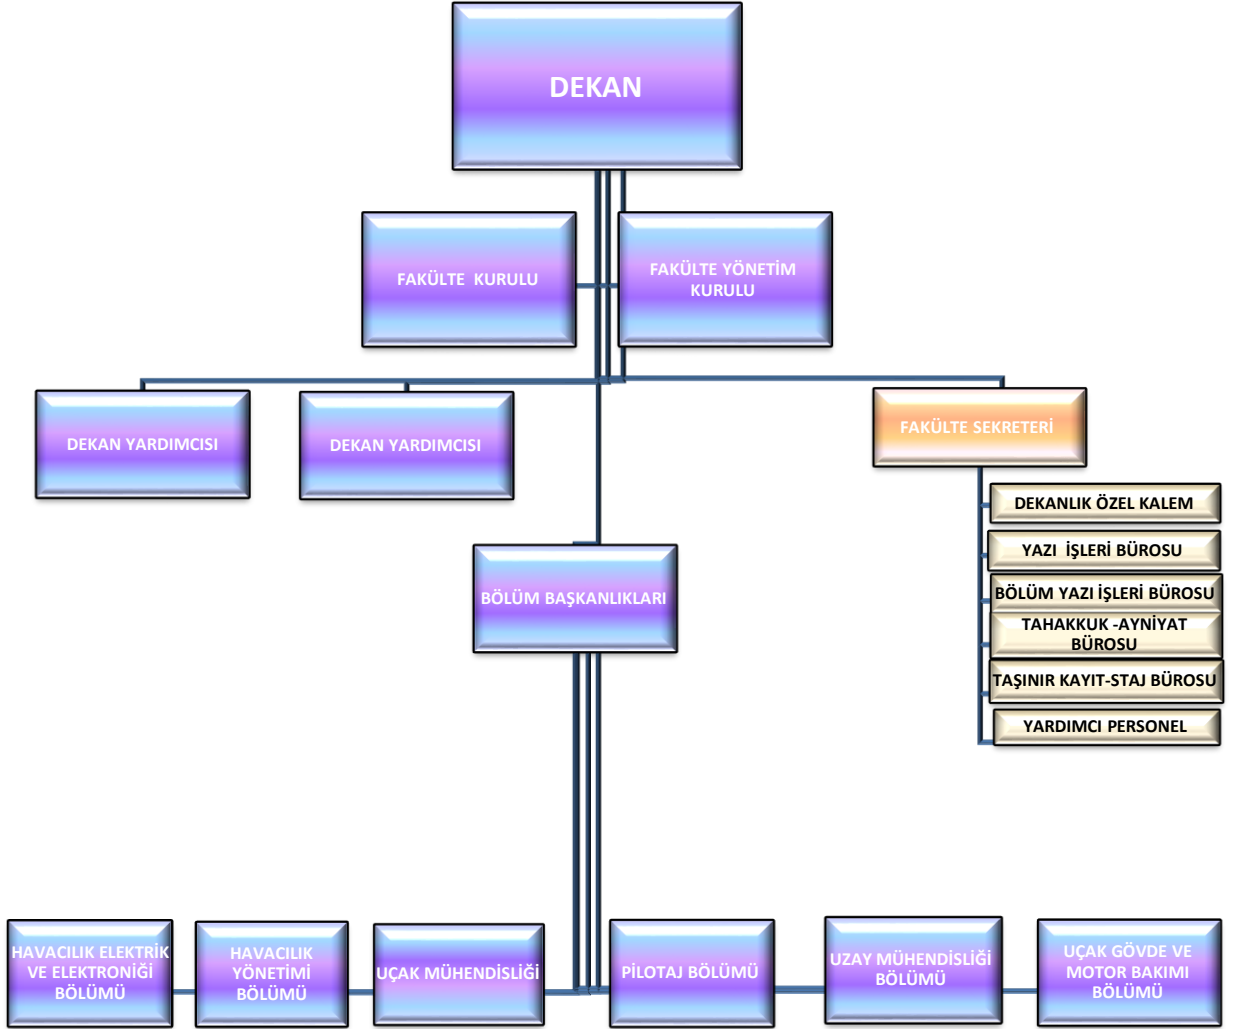 DEKAN
FAKÜLTE  KURULU
FAKÜLTE YÖNETİM
KURULU
DEKAN YARDIMCISI
DEKAN YARDIMCISI
FAKÜLTE SEKRETERİ
DEKANLIK ÖZEL KALEM
YAZI  İŞLERİ BÜROSU
BÖLÜM YAZI İŞLERİ BÜROSU
TAHAKKUK -AYNİYAT
BÜROSU
TAŞINIR KAYIT-STAJ BÜROSU
YARDIMCI PERSONEL
BÖLÜM BAŞKANLIKLARI
HAVACILIK ELEKTRİK
VE ELEKTRONİĞİ
BÖLÜMÜ
HAVACILIK
YÖNETİMİ
BÖLÜMÜ
UÇAK MÜHENDİSLİĞİ
PİLOTAJ BÖLÜMÜ
UZAY MÜHENDİSLİĞİ
BÖLÜMÜ
UÇAK GÖVDE VE
MOTOR BAKIMI
BÖLÜMÜ